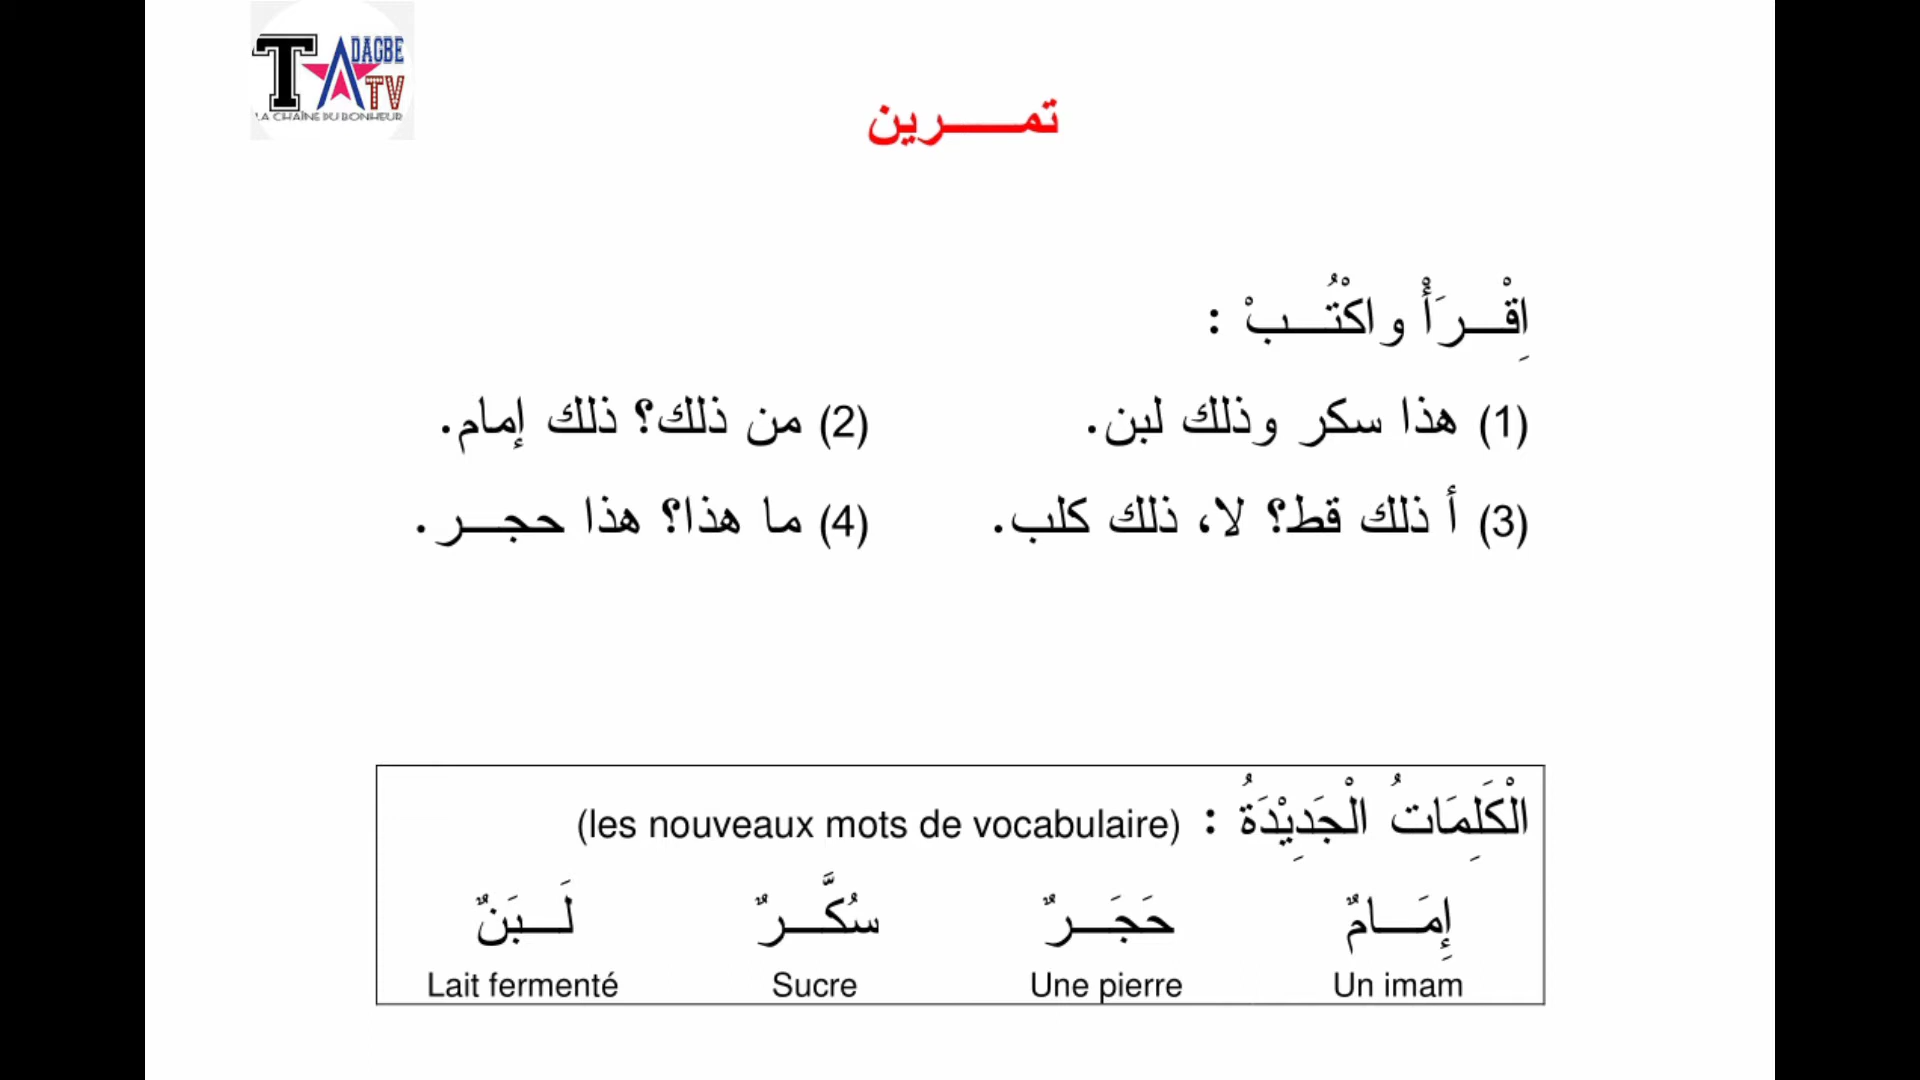 TADAGBE TV
LA CHAÎNE DU BONHEUR
تمـــــرين
اِقْـــرَأْ واكْتُـــبْ :
(1) هذا سكر وذلك لبن. (2) من ذلك؟ ذلك إمام.
(3) أ ذلك قط؟ لا، ذلك كلب. (4) ما هذا؟ هذا حجـــر.
الْكَلِمَاتُ الْجَدِيْدَةُ : (les nouveaux mots de vocabulaire)
إِمَـــامٌ حَجَـــرٌ سُكَّـــرٌ لَـــبَنٌ
Un imam Une pierre Sucre Lait fermenté